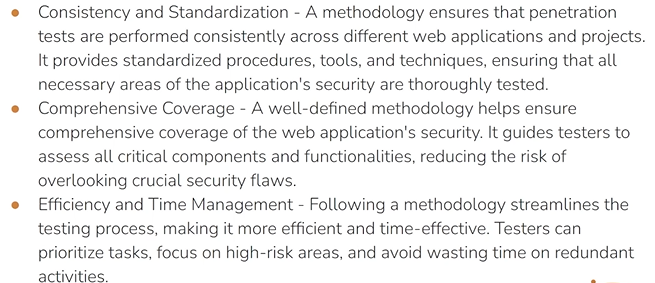 • Consistency and Standardization - A methodology ensures that penetration
tests are performed consistently across different web applications and projects.
It provides standardized procedures, tools, and techniques, ensuring that all
necessary areas of the application's security are thoroughly tested.
• Comprehensive Coverage - A well-defined methodology helps ensure
comprehensive coverage of the web application's security. It guides testers to
assess all critical components and functionalities, reducing the risk of
overlooking crucial security flaws.
• Efficiency and Time Management - Following a methodology streamlines the
testing process, making it more efficient and time-effective. Testers can
prioritize tasks, focus on high-risk areas, and avoid wasting time on redundant
activities.